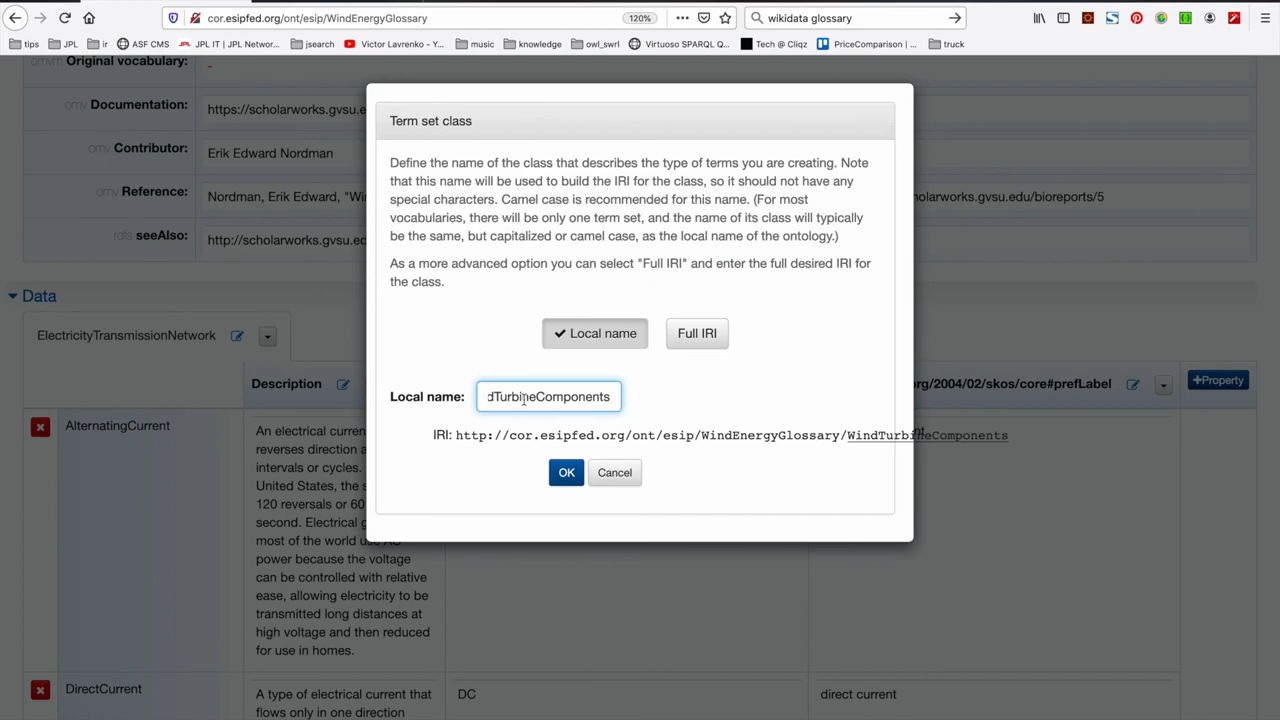 cor.esipfed.org/ont/esip/WindEnergyGlossary
120%
wikidata glossary
tips
JPL
ir
ASF CMS
JPL IT | JPL Networ...
jsearch
Victor Lavrenko - Y...
music
knowledge
owl_swrl
Virtuoso SPARQL Q...
Tech @ Cliqz
PriceComparison | ...
truck
omvm Original vocabulary:
-
omv Documentation:
https://scholarworks.gvsu.e
omv Contributor:
Erik Edward Nordman
omv Reference:
Nordman, Erik Edward, "Wi
olarworks.gvsu.edu/bioreports/5
rdfs seeAlso:
http://scholarworks.gvsu.ed
Data
ElectricityTransmissionNetwork
Term set class
Define the name of the class that describes the type of terms you are creating. Note
that this name will be used to build the IRI for the class, so it should not have any
special characters. Camel case is recommended for this name. (For most
vocabularies, there will be only one term set, and the name of its class will typically
be the same, but capitalized or camel case, as the local name of the ontology.)
As a more advanced option you can select "Full IRI" and enter the full desired IRI for
the class.
Local name
Full IRI
Local name:
dTurbineComponents
IRI: http://cor.esipfed.org/ont/esip/WindEnergyGlossary/WindTurbineComponents
OK
Cancel
Description
org/2004/02/skos/core#prefLabel
+Property
AlternatingCurrent
An electrical current
reverses direction a
intervals or cycles.
United States, the s
120 reversals or 60
second. Electrical g
most of the world use AC
power because the voltage
can be controlled with relative
ease, allowing electricity to be
transmitted long distances at
high voltage and then reduced
for use in homes.
DirectCurrent
A type of electrical current that
flows only in one direction
DC
direct current